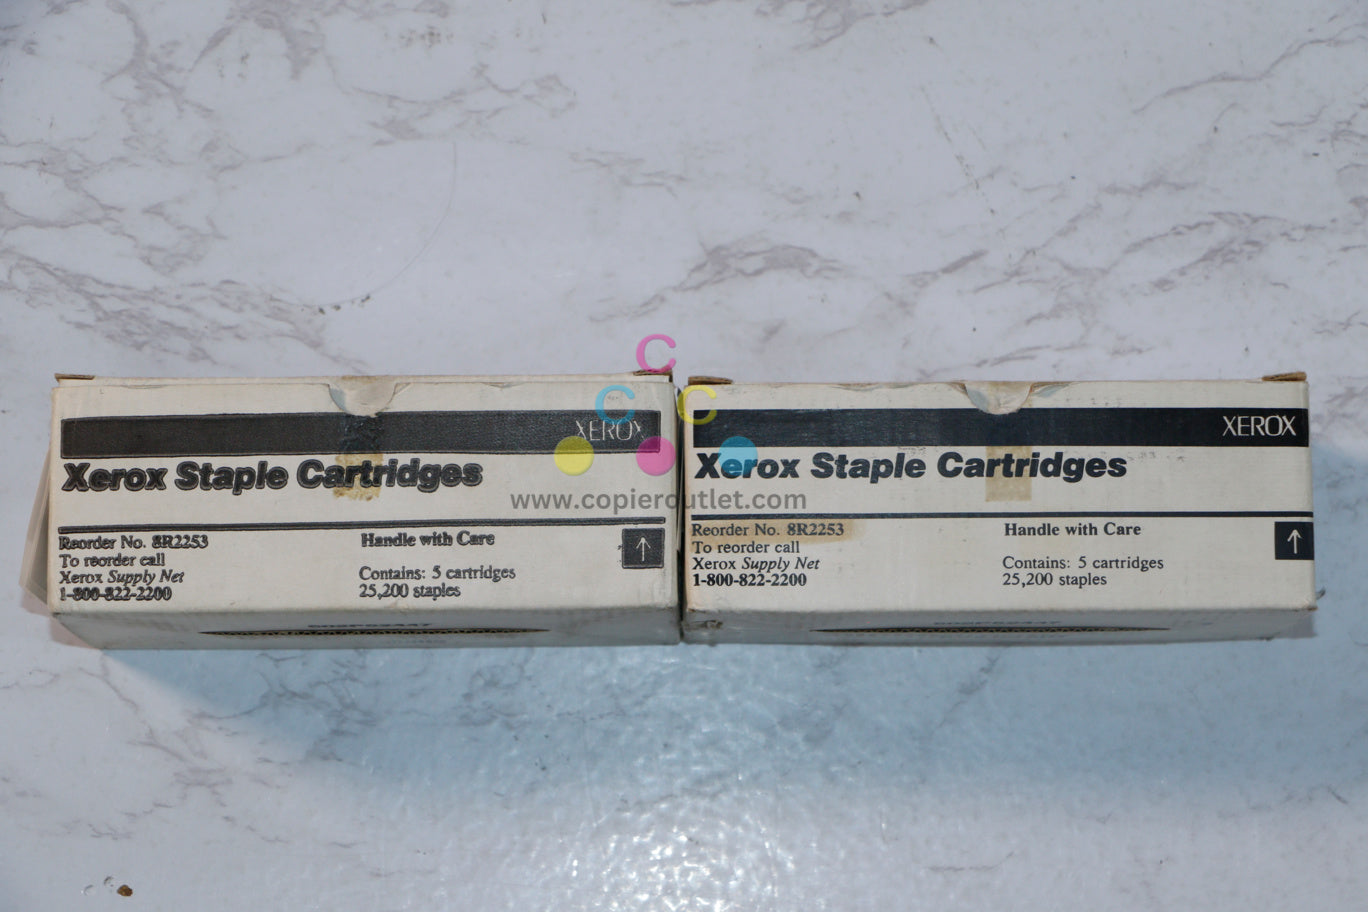 XEROX
Xerox Staple Cartridges
Reorder No. 8R2253
To reorder call
Xerox Supply Net
1-800-822-2200
Handle with Care
Contains: 5 cartridges
25,200 staples
XEROX
Xerox Staple Cartridges
Reorder No. 8R2253
To reorder call
Xerox Supply Net
1-800-822-2200
Handle with Care
Contains: 5 cartridges
25,200 staples
C
C C
www.copieroutlet.com